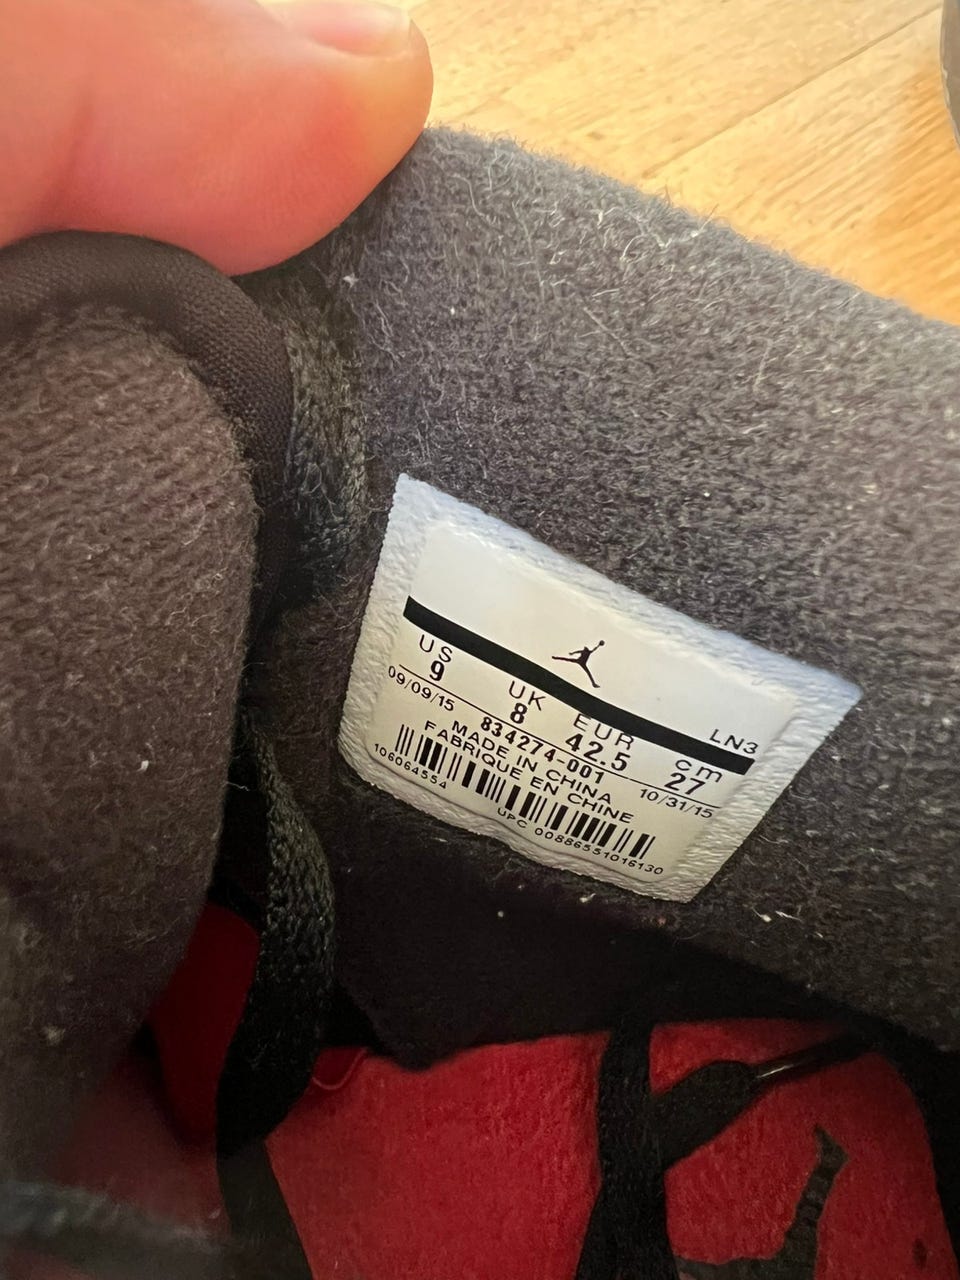 LN3
US UK EUR cm
9 8 42.5 27
09/09/15 834274-001 10/31/15
MADE IN CHINA
FABRIQUE EN CHINE
106064554
UPC 00886551016130